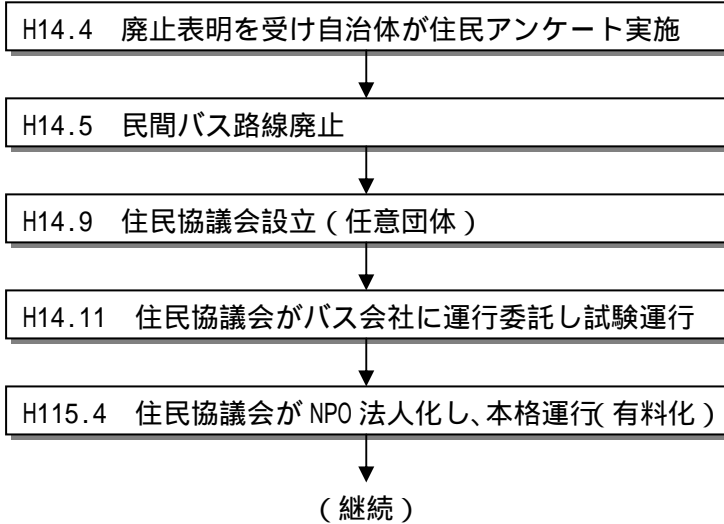 H14.4　廃止表明を受け自治体が住民アンケート実施
H14.5　民間バス路線廃止
H14.9　住民協議会設立（任意団体）
H14.11　住民協議会がバス会社に運行委託し試験運行
H115.4　住民協議会がNPO法人化し、本格運行（有料化）
（継続）